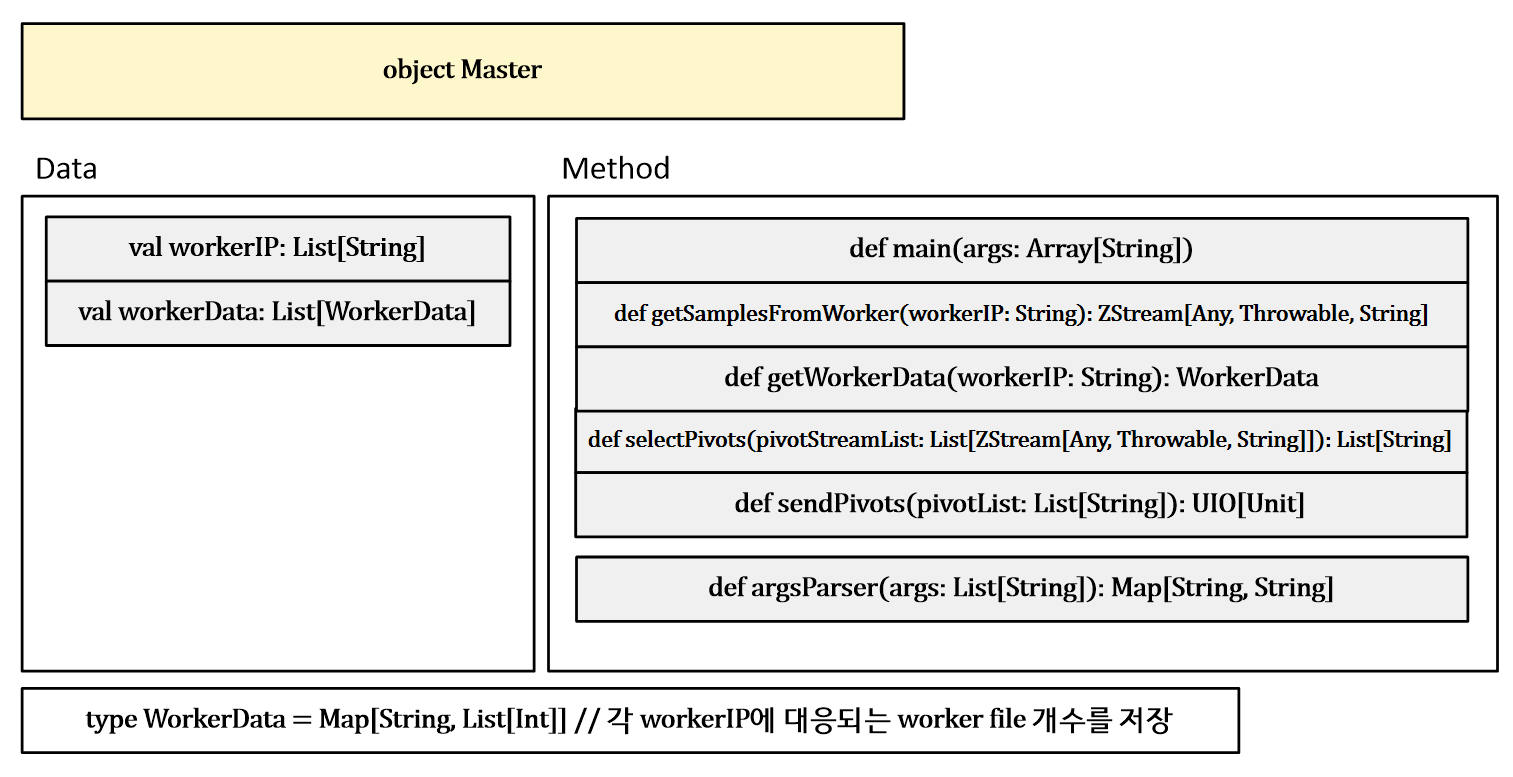 object Master
Data
val workerIP: List[String]
val workerData: List[WorkerData]
Method
def main(args: Array[String])
def getSamplesFromWorker(workerIP: String): ZStream[Any, Throwable, String]
def getWorkerData(workerIP: String): WorkerData
def selectPivots(pivotStreamList: List[ZStream[Any, Throwable, String]]): List[String]
def sendPivots(pivotList: List[String]): UIO[Unit]
def argsParser(args: List[String]): Map[String, String]
type WorkerData = Map[String, List[Int]] // 각 workerIP에 대응되는 worker file 개수를 저장